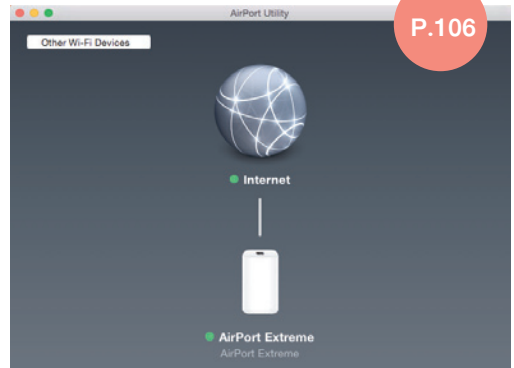 AirPort Utility
P.106
Other Wi-Fi Devices
Internet
AirPort Extreme
AirPort Extreme